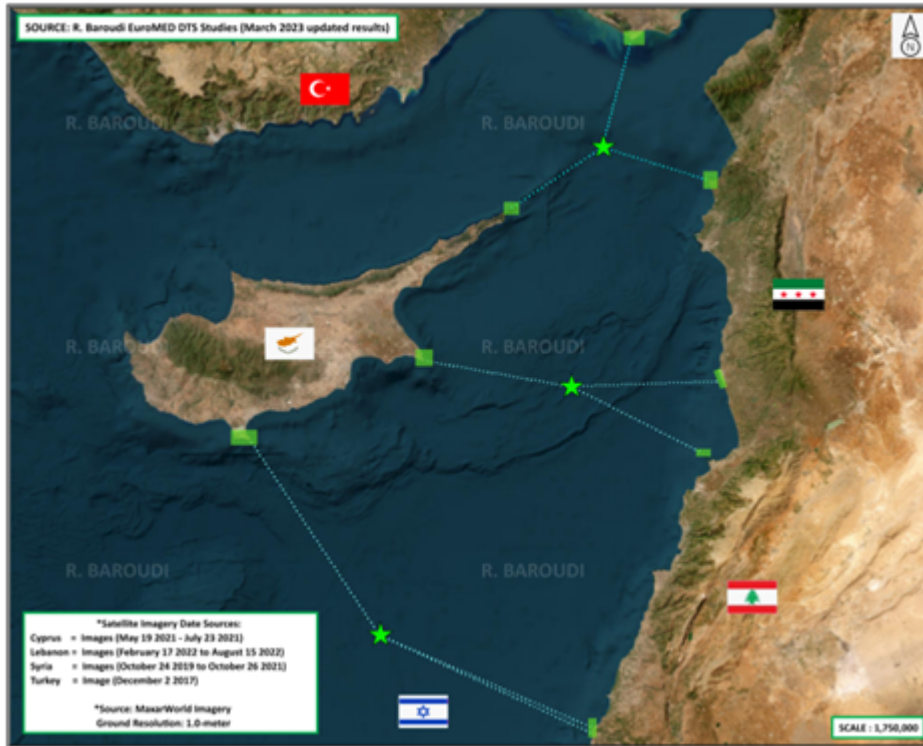 SOURCE: R. Baroudi EuroMED DTS Studies (March 2023 updated results)
N
R. BAROUDI
R. BAROUDI
R. BAROUDI
R. BAROUDI
R. BAROUDI
R. BAROUDI
*Satellite Imagery Date Sources:
Cyprus = Images (May 19 2021 - July 23 2021)
Lebanon = Images (February 17 2022 to August 15 2022)
Syria = Images (October 24 2019 to October 26 2021)
Turkey = Image (December 2 2017)
*Source: MaxarWorld Imagery
Ground Resolution: 1.0-meter
SCALE : 1,750,000